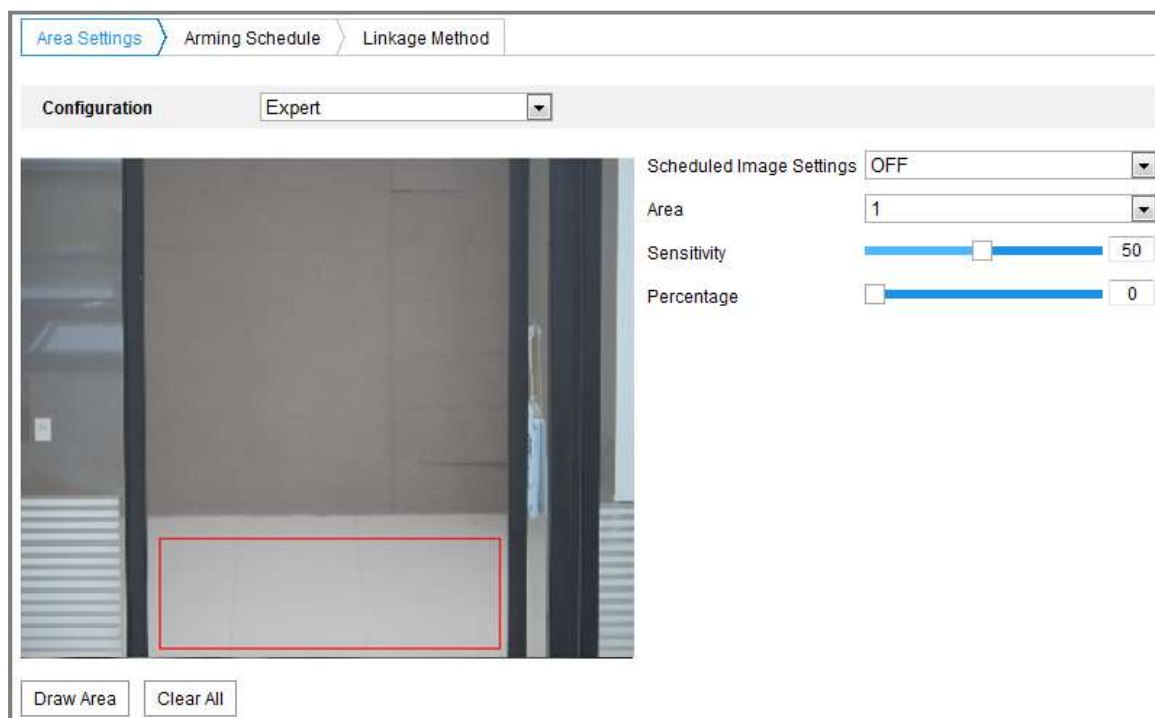 Area Settings Arming Schedule Linkage Method
Configuration Expert
Scheduled Image Settings OFF
Area 1
Sensitivity 50
Percentage 0
Draw Area Clear All